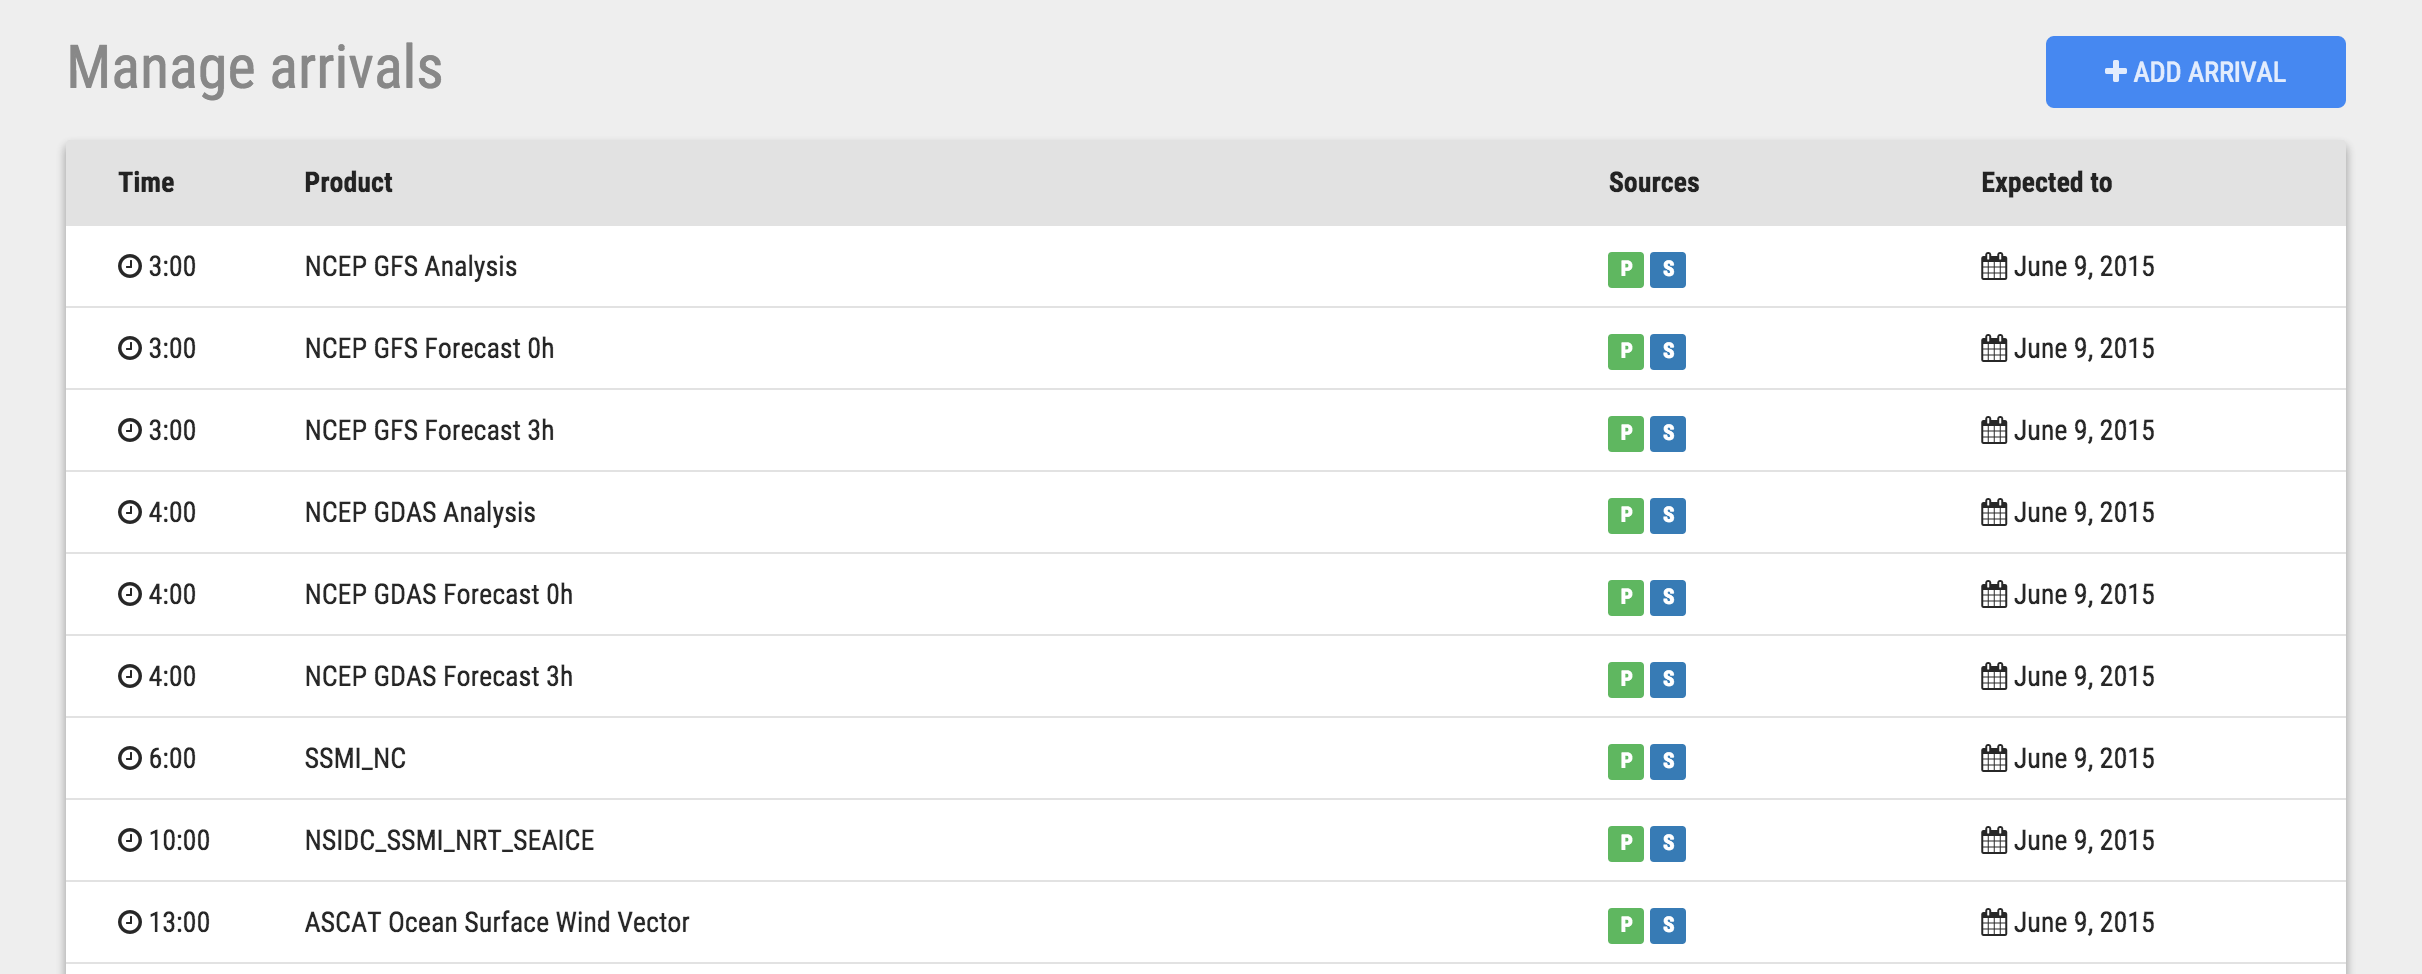 Manage arrivals
ADD ARRIVAL
Time Product Sources Expected to
3:00 NCEP GFS Analysis P S June 9, 2015
3:00 NCEP GFS Forecast 0h P S June 9, 2015
3:00 NCEP GFS Forecast 3h P S June 9, 2015
4:00 NCEP GDAS Analysis P S June 9, 2015
4:00 NCEP GDAS Forecast 0h P S June 9, 2015
4:00 NCEP GDAS Forecast 3h P S June 9, 2015
6:00 SSMI_NC P S June 9, 2015
10:00 NSIDC_SSMI_NRT_SEAICE P S June 9, 2015
13:00 ASCAT Ocean Surface Wind Vector P S June 9, 2015